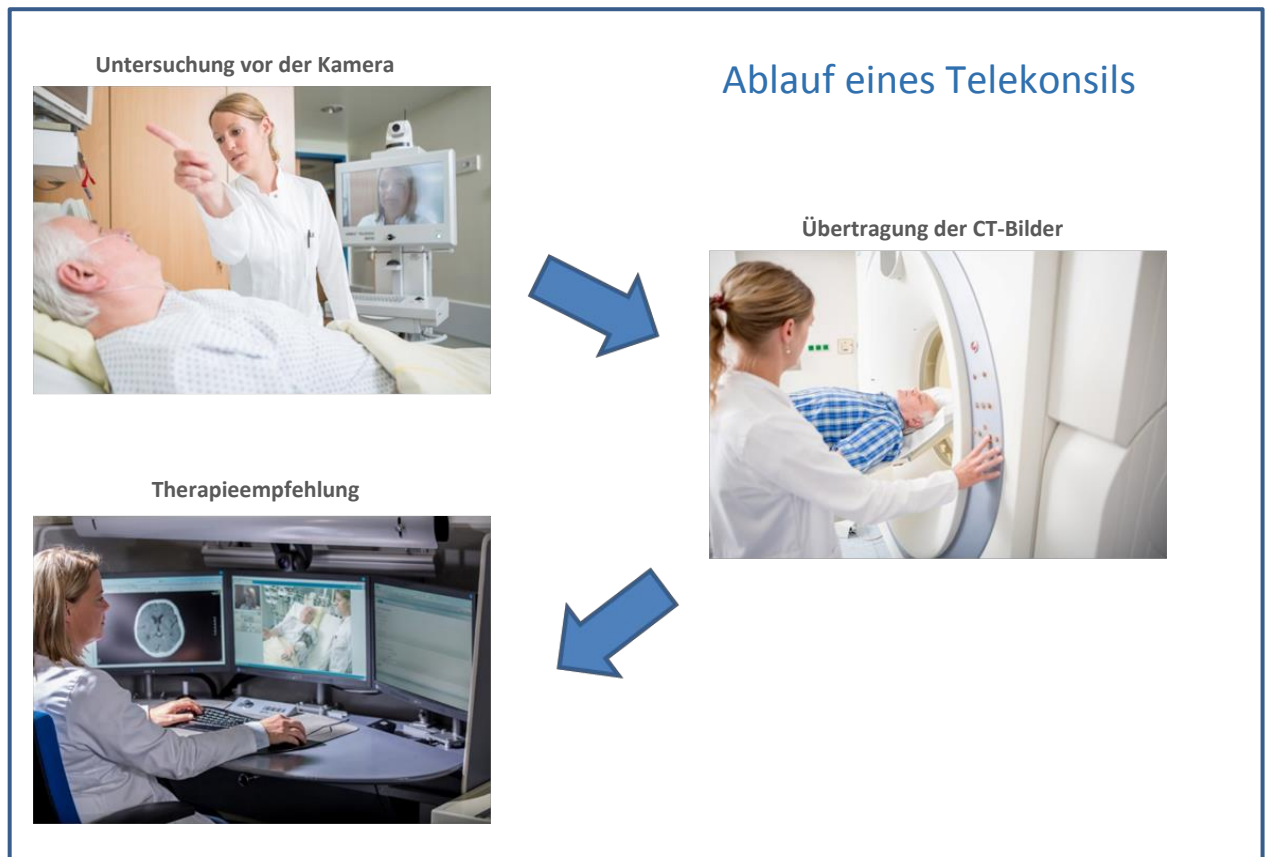 Ablauf eines Telekonsils
Untersuchung vor der Kamera
Übertragung der CT-Bilder
Therapieempfehlung